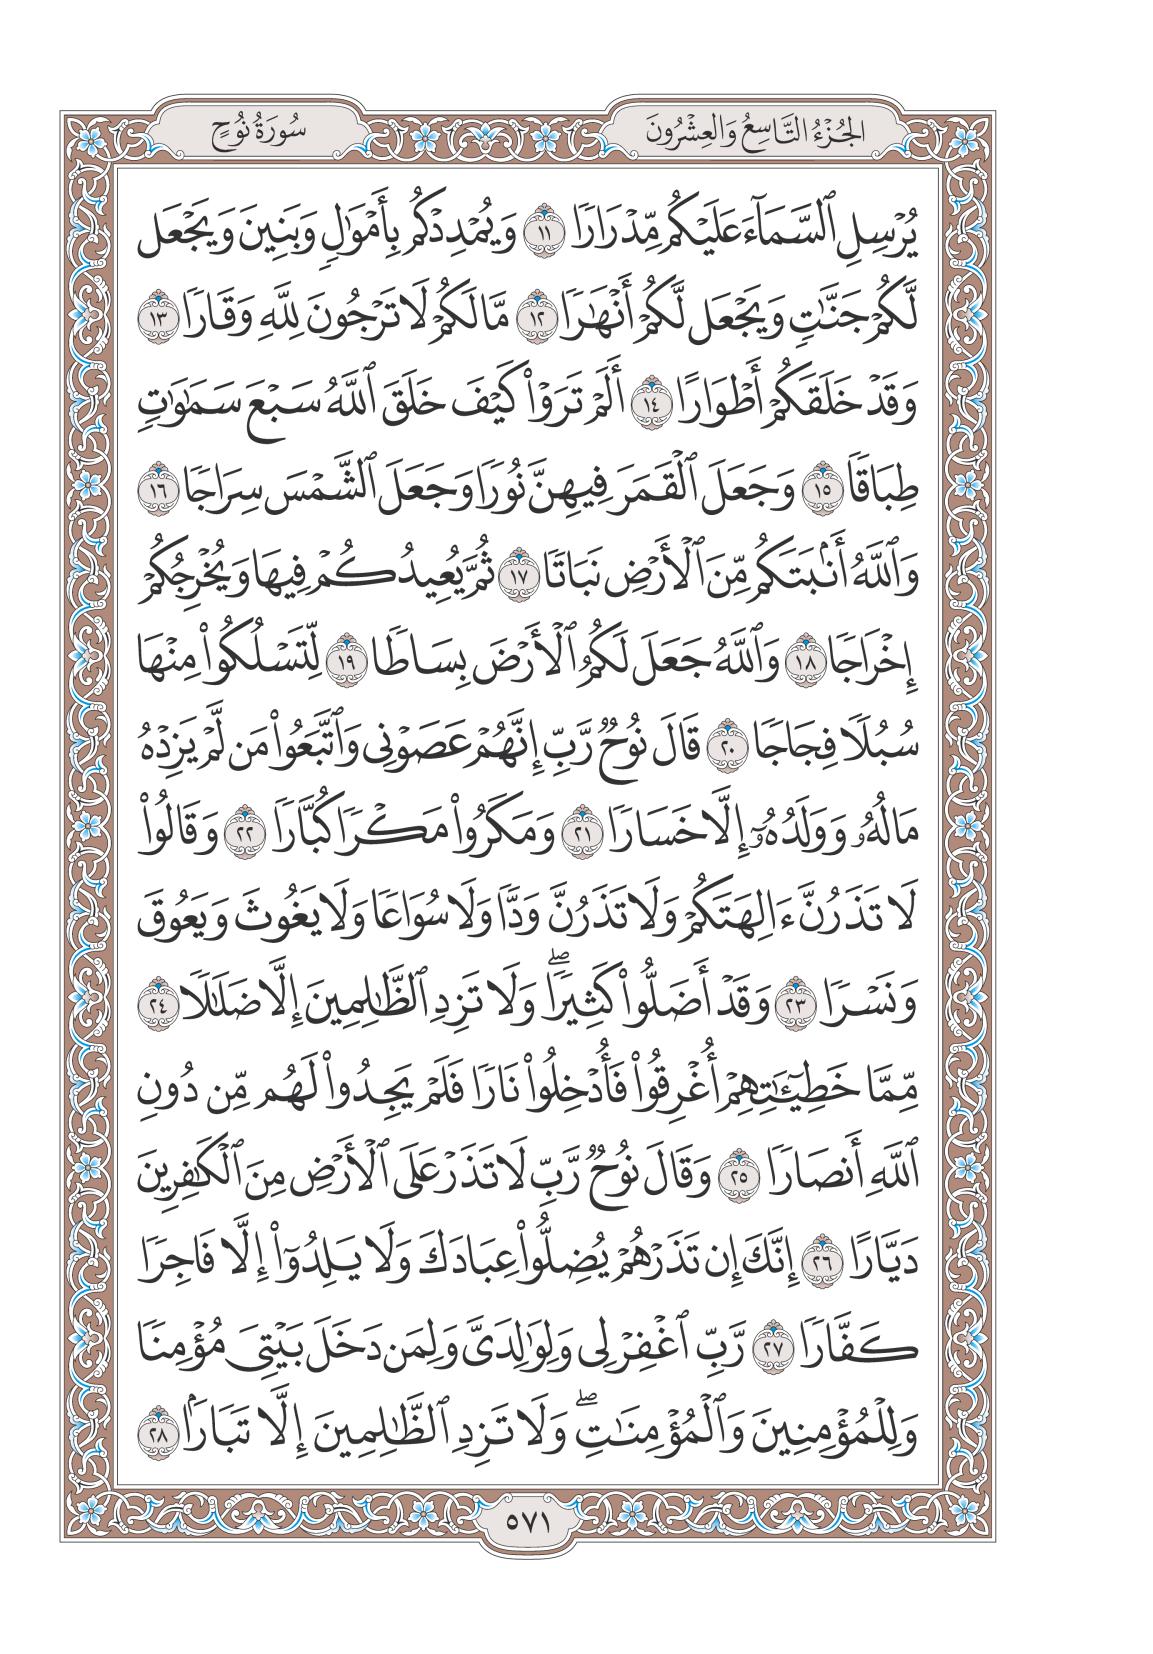 الجُزْءُ التَّاسِعُ وَالعِشْرُونَ
سُورَةُ نُوحٍ
يُرْسِلِ ٱلسَّمَآءَ عَلَيْكُم مِّدْرَارًا ١١ وَيُمْدِدْكُم بِأَمْوَٰلٍ وَبَنِينَ وَيَجْعَل
لَّكُمْ جَنَّٰتٍ وَيَجْعَل لَّكُمْ أَنْهَٰرًا ١٢ مَّا لَكُمْ لَا تَرْجُونَ لِلَّهِ وَقَارًا ١٣
وَقَدْ خَلَقَكُمْ أَطْوَارًا ١٤ أَلَمْ تَرَوْا۟ كَيْفَ خَلَقَ ٱللَّهُ سَبْعَ سَمَٰوَٰتٍ
طِبَاقًا ١٥ وَجَعَلَ ٱلْقَمَرَ فِيهِنَّ نُورًا وَجَعَلَ ٱلشَّمْسَ سِرَاجًا ١٦
وَٱللَّهُ أَنۢبَتَكُم مِّنَ ٱلْأَرْضِ نَبَاتًا ١٧ ثُمَّ يُعِيدُكُمْ فِيهَا وَيُخْرِجُكُمْ
إِخْرَاجًا ١٨ وَٱللَّهُ جَعَلَ لَكُمُ ٱلْأَرْضَ بِسَاطًا ١٩ لِّتَسْلُكُوا۟ مِنْهَا
سُبُلًا فِجَاجًا ٢٠ قَالَ نُوحٌ رَّبِّ إِنَّهُمْ عَصَوْنِى وَٱتَّبَعُوا۟ مَن لَّمْ يَزِدْهُ
مَالُهُۥ وَوَلَدُهُۥٓ إِلَّا خَسَارًا ٢١ وَمَكَرُوا۟ مَكْرًا كُبَّارًا ٢٢ وَقَالُوا۟
لَا تَذَرُنَّ ءَالِهَتَكُمْ وَلَا تَذَرُنَّ وَدًّا وَلَا سُوَاعًا وَلَا يَغُوثَ وَيَعُوقَ
وَنَسْرًا ٢٣ وَقَدْ أَضَلُّوا۟ كَثِيرًا ۖ وَلَا تَزِدِ ٱلظَّٰلِمِينَ إِلَّا ضَلَٰلًا ٢٤
مِّمَّا خَطِيٓـَٰٔتِهِمْ أُغْرِقُوا۟ فَأُدْخِلُوا۟ نَارًا فَلَمْ يَجِدُوا۟ لَهُم مِّن دُونِ
ٱللَّهِ أَنصَارًا ٢٥ وَقَالَ نُوحٌ رَّبِّ لَا تَذَرْ عَلَى ٱلْأَرْضِ مِنَ ٱلْكَٰفِرِينَ
دَيَّارًا ٢٦ إِنَّكَ إِن تَذَرْهُمْ يُضِلُّوا۟ عِبَادَكَ وَلَا يَلِدُوٓا۟ إِلَّا فَاجِرًا
كَفَّارًا ٢٧ رَّبِّ ٱغْفِرْ لِى وَلِوَٰلِدَىَّ وَلِمَن دَخَلَ بَيْتِىَ مُؤْمِنًا
وَلِلْمُؤْمِنِينَ وَٱلْمُؤْمِنَٰتِ ۖ وَلَا تَزِدِ ٱلظَّٰلِمِينَ إِلَّا تَبَارًۢا ٢٨
٥٧١